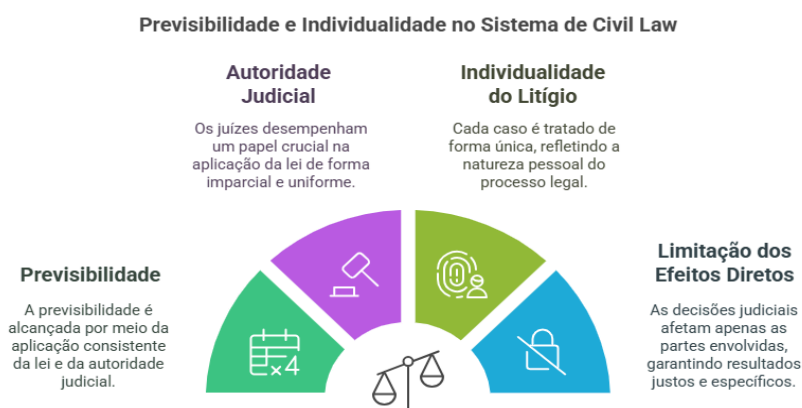 Previsibilidade e Individualidade no Sistema de Civil Law
Autoridade
Judicial
Os juízes desempenham
um papel crucial na
aplicação da lei de forma
imparcial e uniforme.
Individualidade
do Litígio
Cada caso é tratado de
forma única, refletindo a
natureza pessoal do
processo legal.
Previsibilidade
A previsibilidade é
alcançada por meio da
aplicação consistente
da lei e da autoridade
judicial.
Limitação dos
Efeitos Diretos
As decisões judiciais
afetam apenas as
partes envolvidas,
garantindo resultados
justos e específicos.
×4